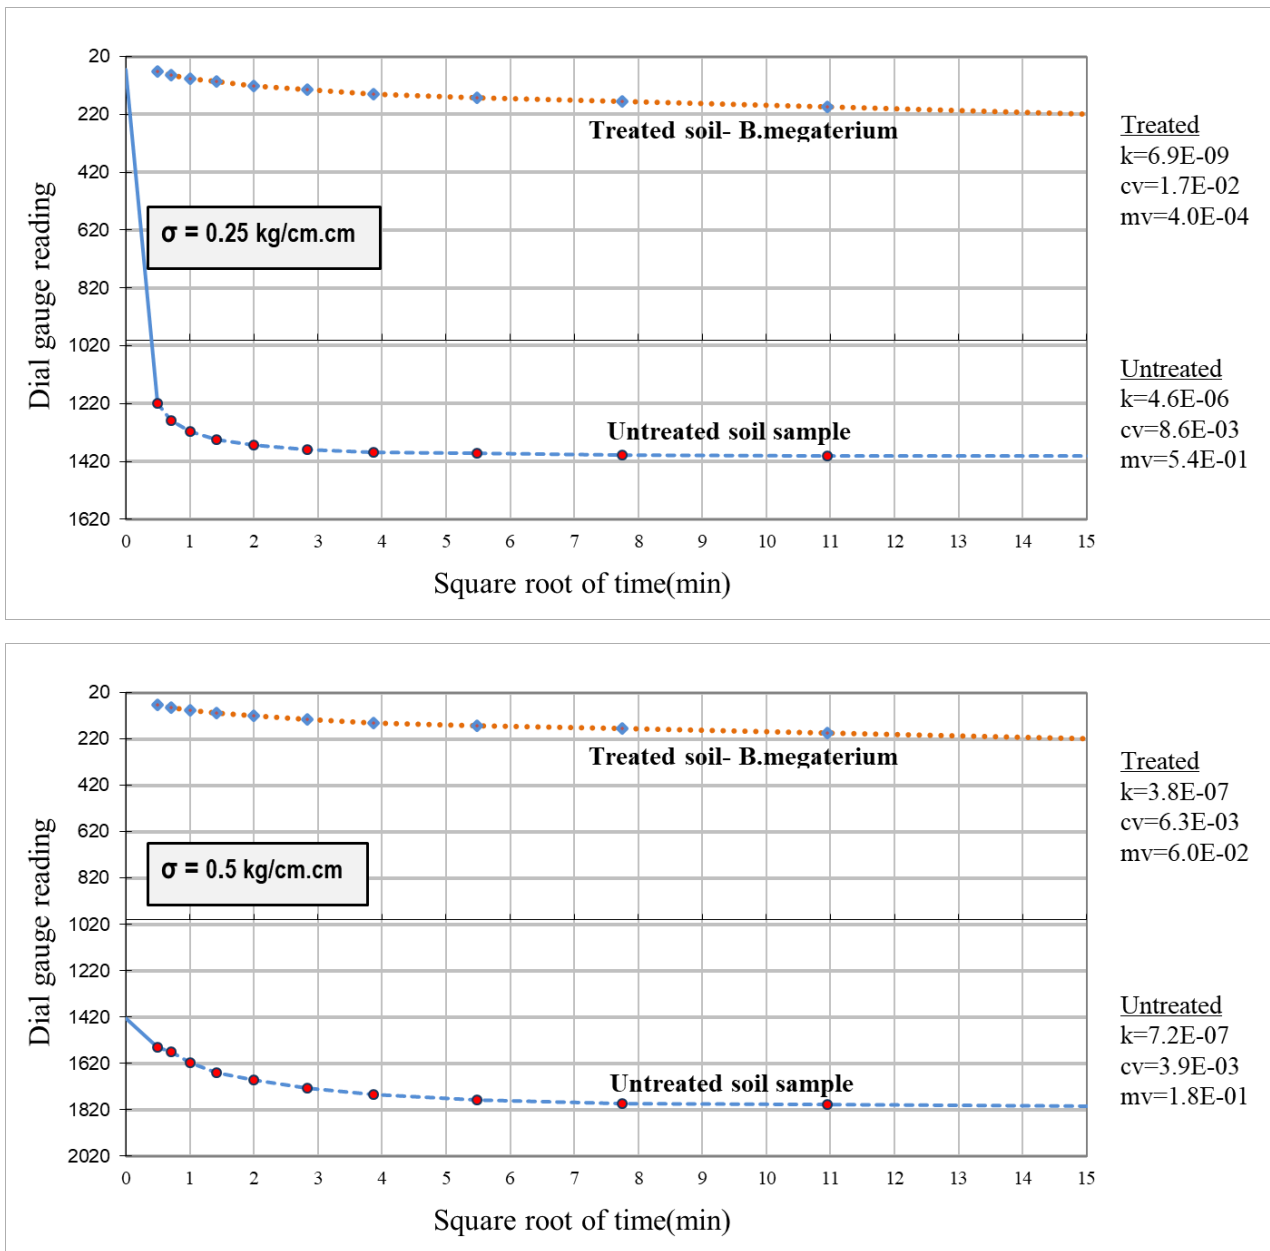 20
220
420
620
820
1020
1220
1420
1620
Dial gauge reading
Treated soil- B.megaterium
σ = 0.25 kg/cm.cm
Untreated soil sample
0 1 2 3 4 5 6 7 8 9 10 11 12 13 14 15
Square root of time(min)
Treated
k=6.9E-09
cv=1.7E-02
mv=4.0E-04
Untreated
k=4.6E-06
cv=8.6E-03
mv=5.4E-01
20
220
420
620
820
1020
1220
1420
1620
1820
2020
Dial gauge reading
Treated soil- B.megaterium
σ = 0.5 kg/cm.cm
Untreated soil sample
0 1 2 3 4 5 6 7 8 9 10 11 12 13 14 15
Square root of time(min)
Treated
k=3.8E-07
cv=6.3E-03
mv=6.0E-02
Untreated
k=7.2E-07
cv=3.9E-03
mv=1.8E-01